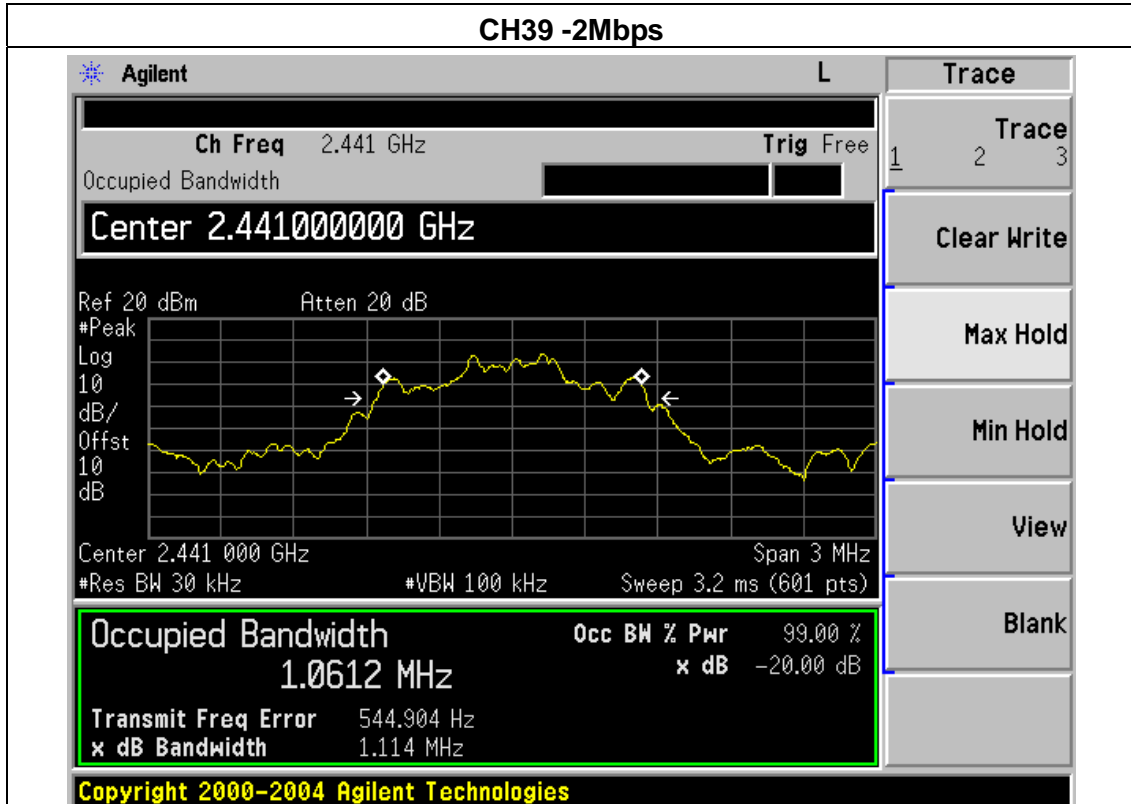 CH39 -2Mbps
Agilent L Trace
Ch Freq 2.441 GHz Trig Free
Trace
1 2 3
Occupied Bandwidth
Center 2.441000000 GHz
Clear Write
Ref 20 dBm Atten 20 dB
#Peak
Log
10
dB/
Offst
10
dB
Max Hold
Min Hold
View
Center 2.441 000 GHz Span 3 MHz
#Res BW 30 kHz #VBW 100 kHz Sweep 3.2 ms (601 pts)
Blank
Occupied Bandwidth Occ BW % Pwr 99.00 %
1.0612 MHz x dB -20.00 dB
Transmit Freq Error 544.904 Hz
x dB Bandwidth 1.114 MHz
Copyright 2000-2004 Agilent Technologies